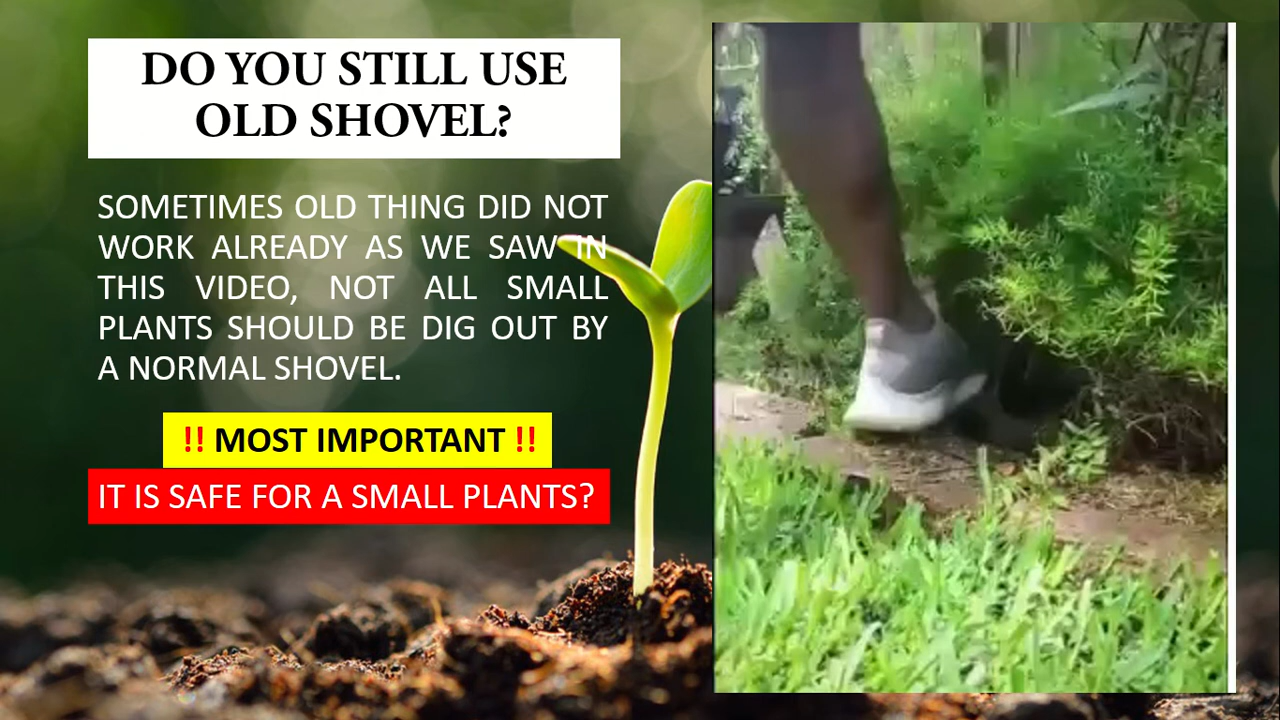 DO YOU STILL USE
OLD SHOVEL?
SOMETIMES OLD THING DID NOT
WORK ALREADY AS WE SAW IN
THIS VIDEO, NOT ALL SMALL
PLANTS SHOULD BE DIG OUT BY
A NORMAL SHOVEL.
!! MOST IMPORTANT !!
IT IS SAFE FOR A SMALL PLANTS?